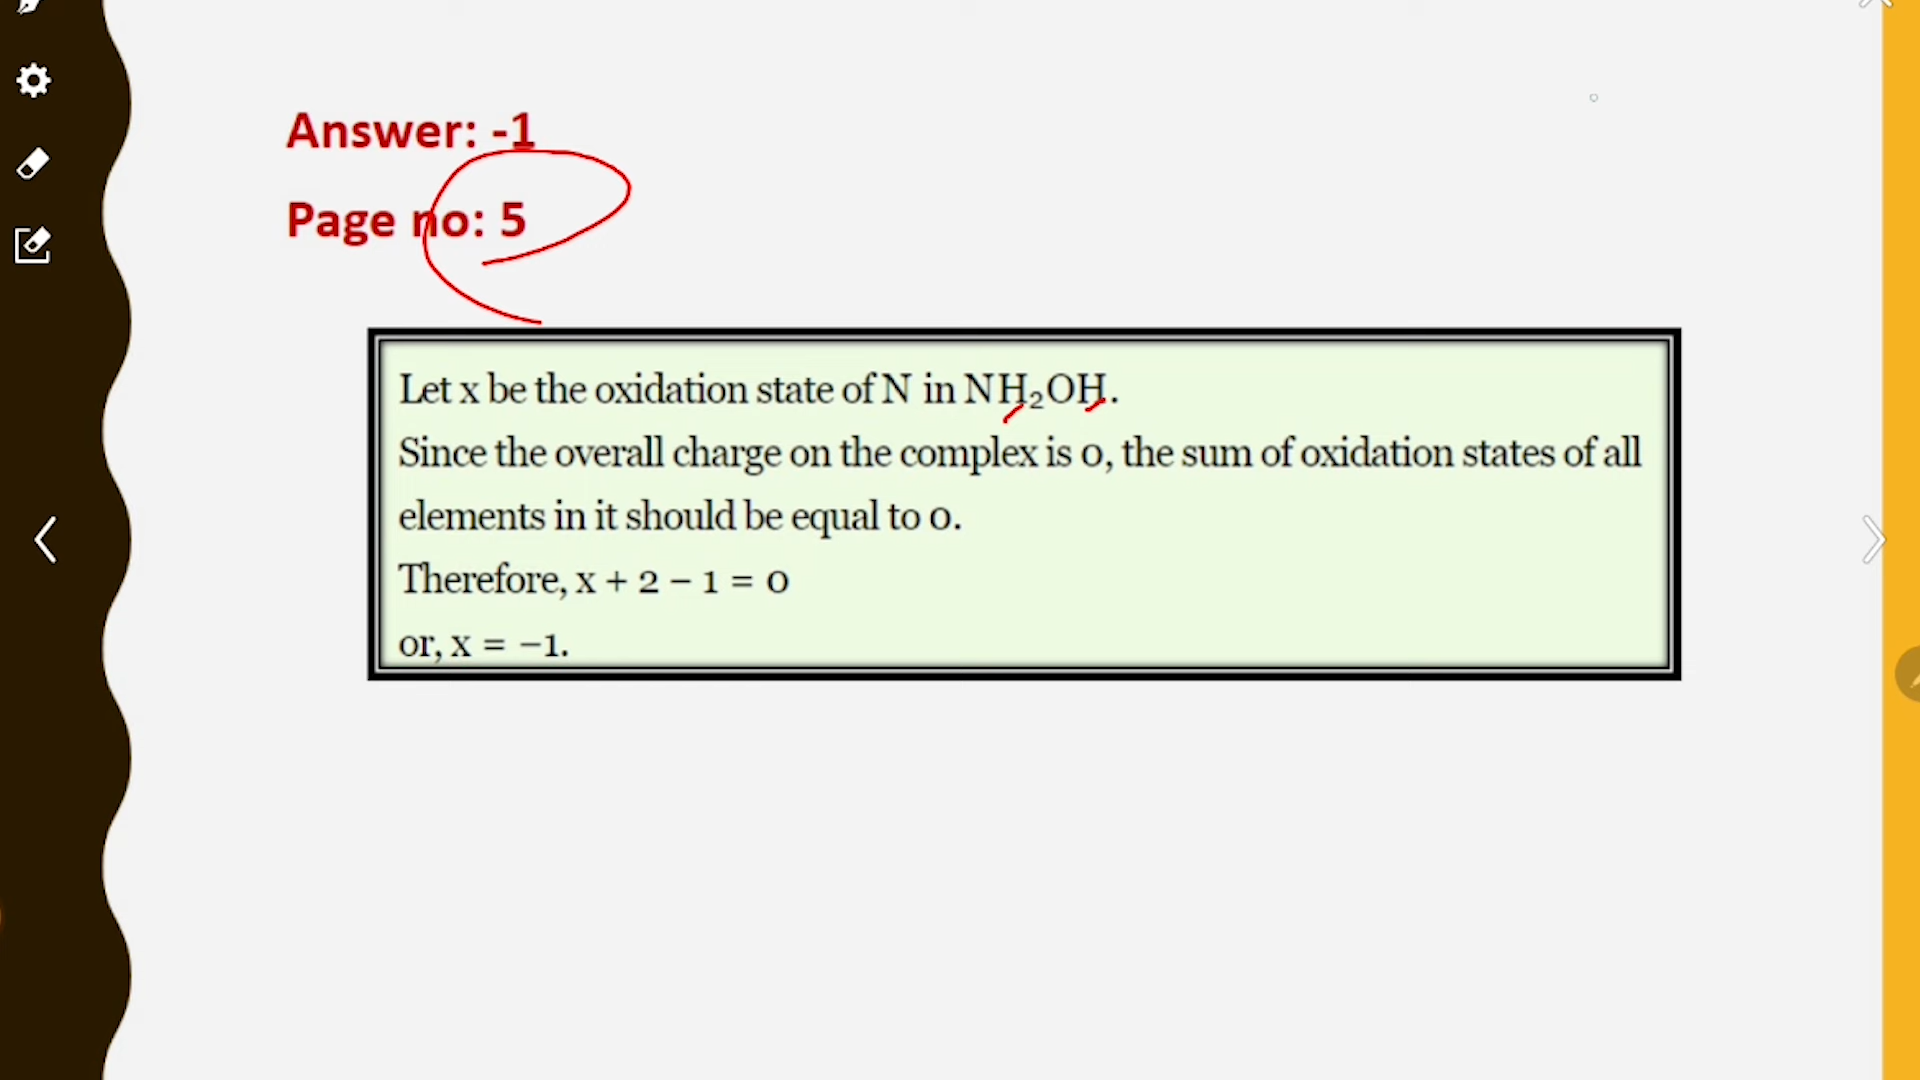 Answer: -1
Page no: 5
Let x be the oxidation state of N in NH₂OH.
Since the overall charge on the complex is 0, the sum of oxidation states of all
elements in it should be equal to 0.
Therefore, x + 2 − 1 = 0
or, x = −1.